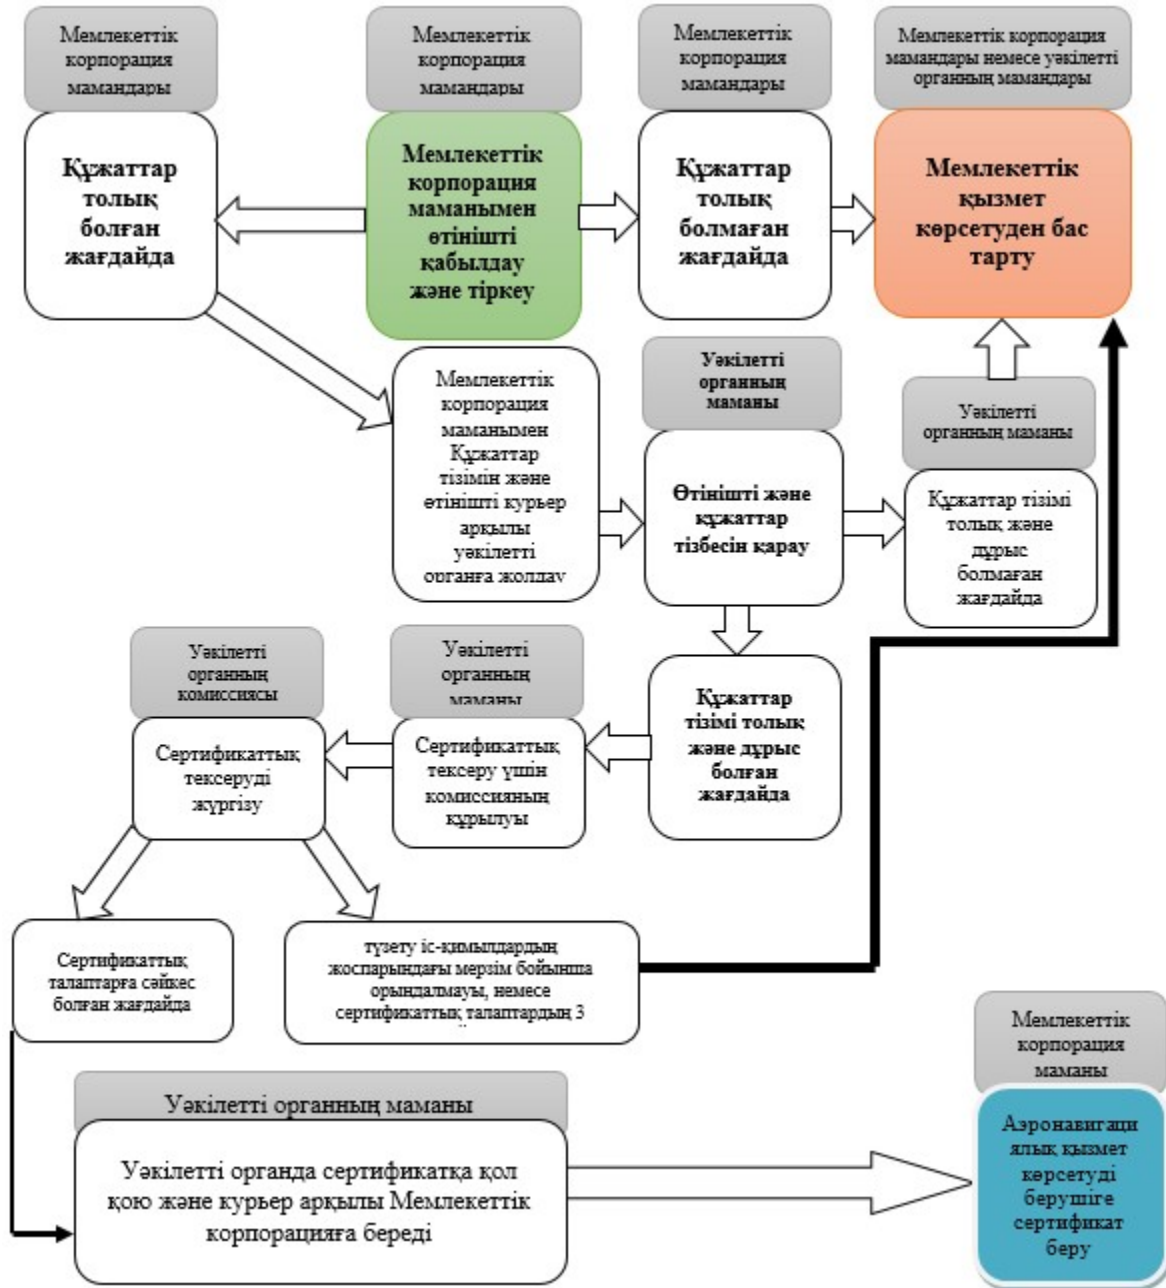 Мемлекеттік
корпорация
мамандары
Құжаттар
толық
болған
жағдайда
Мемлекеттік
корпорация
мамандары
Мемлекеттік
корпорация
маманымен
өтінішті
қабылдау
және тіркеу
Мемлекеттік
корпорация
мамандары
Құжаттар
толық
болмаған
жағдайда
Мемлекеттік корпорация
мамандары немесе уәкілетті
органның мамандары
Мемлекеттік
қызмет
көрсетуден бас
тарту
Мемлекеттік
корпорация
маманымен
Құжаттар
тізімін және
өтінішті курьер
арқылы
уәкілетті
органға жолдау
Уәкілетті
органның
маманы
Өтінішті және
құжаттар
тізбесін қарау
Уәкілетті
органның маманы
Құжаттар тізімі
толық және
дұрыс
болмаған
жағдайда
Уәкілетті
органның
комиссиясы
Сертификаттық
тексеруді
жүргізу
Уәкілетті
органның
маманы
Сертификаттық
тексеру үшін
комиссияның
құрылуы
Құжаттар
тізімі толық
және дұрыс
болған
жағдайда
Сертификаттық
талаптарға сәйкес
болған жағдайда
түзету іс-қимылдардың
жоспарындағы мерзім бойынша
орындалмауы, немесе
сертификаттық талаптардың 3
Уәкілетті органның маманы
Уәкілетті органда сертификатқа қол
қою және курьер арқылы Мемлекеттік
корпорацияға береді
Мемлекеттік
корпорация
маманы
Аэронавигаци
ялық қызмет
көрсетуді
берушіге
сертификат
беру